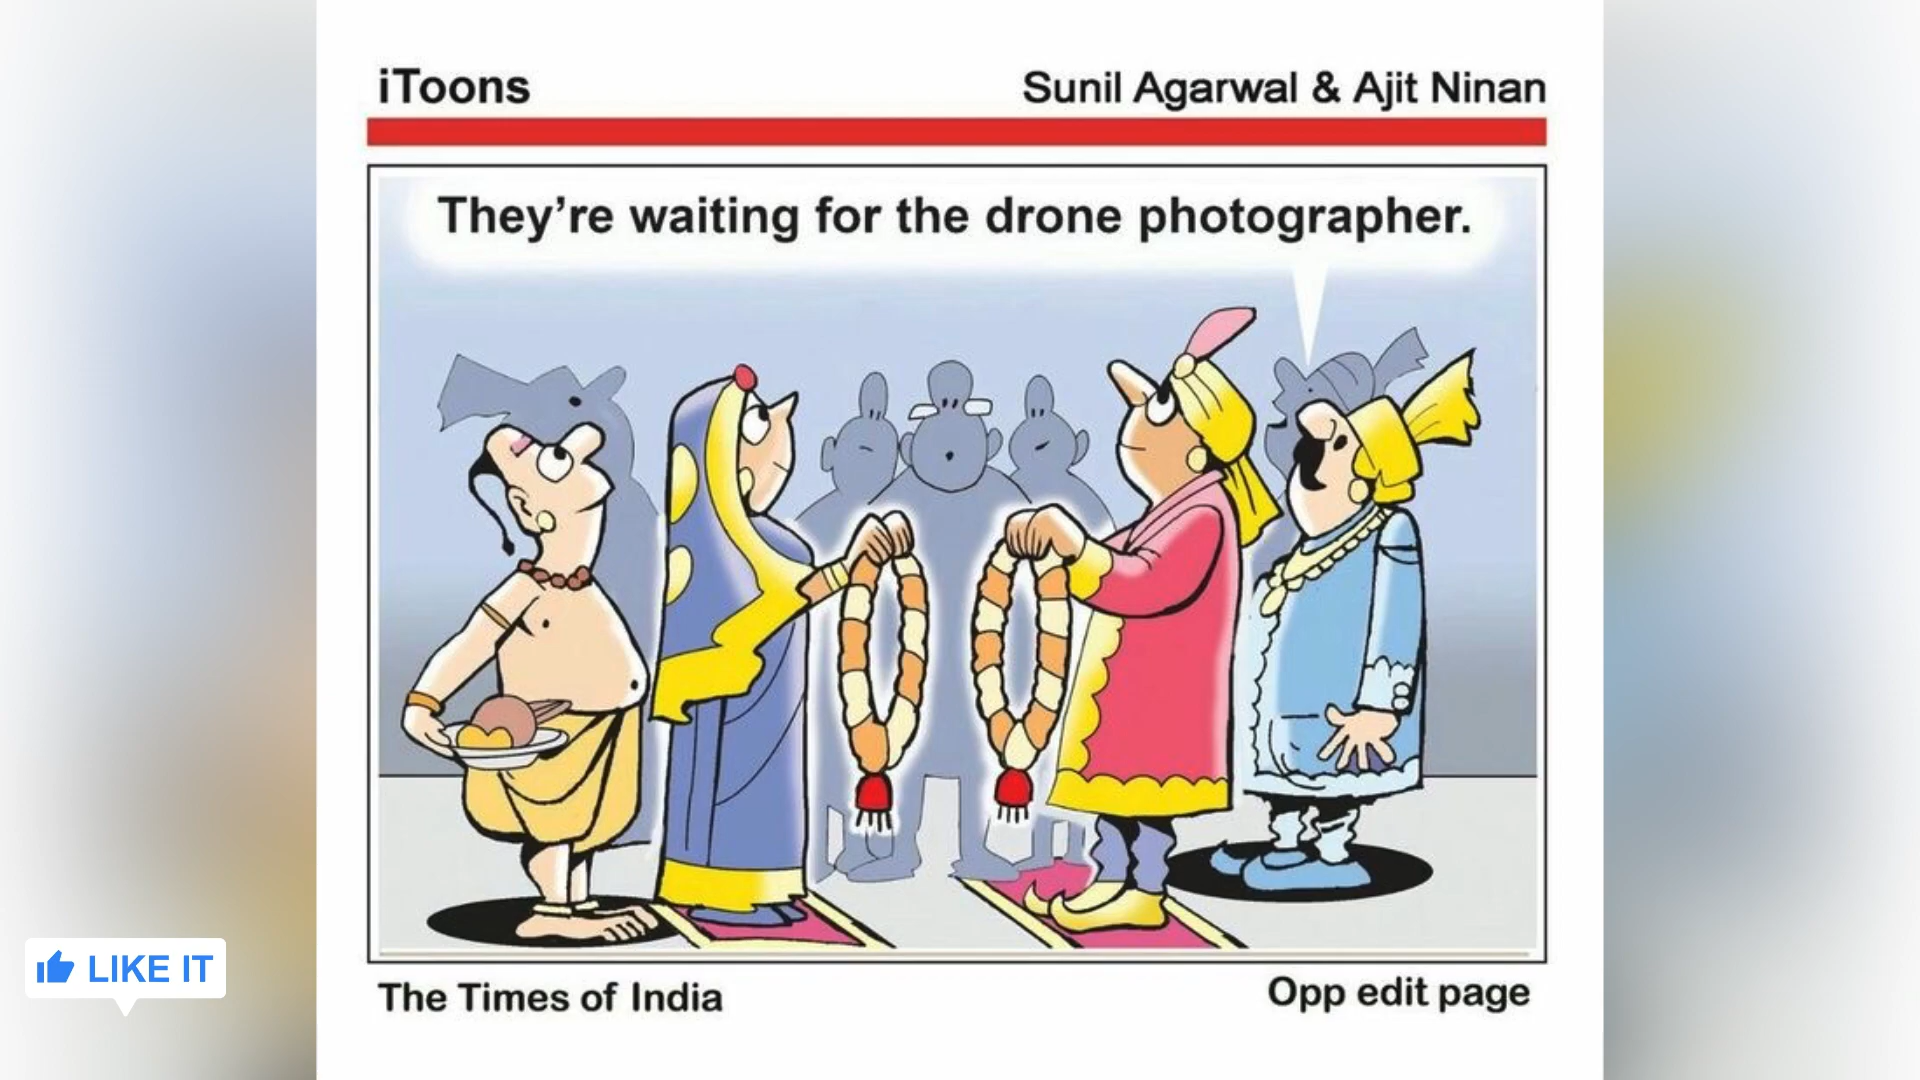 iToons
Sunil Agarwal & Ajit Ninan
They're waiting for the drone photographer.
LIKE IT
The Times of India
Opp edit page